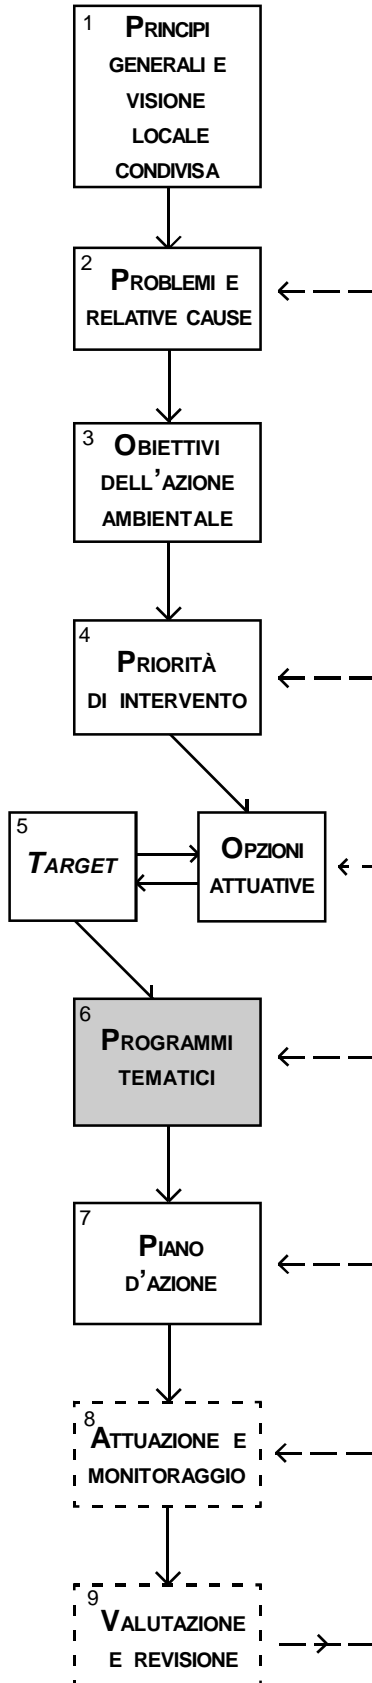 1
PRINCIPI
GENERALI E
VISIONE
LOCALE
CONDIVISA
2
PROBLEMI E
RELATIVE CAUSE
3
OBIETTIVI
DELL'AZIONE
AMBIENTALE
4
PRIORITÀ
DI INTERVENTO
5
TARGET
OPZIONI
ATTUATIVE
6
PROGRAMMI
TEMATICI
7
PIANO
D'AZIONE
8
ATTUAZIONE E
MONITORAGGIO
9
VALUTAZIONE
E REVISIONE